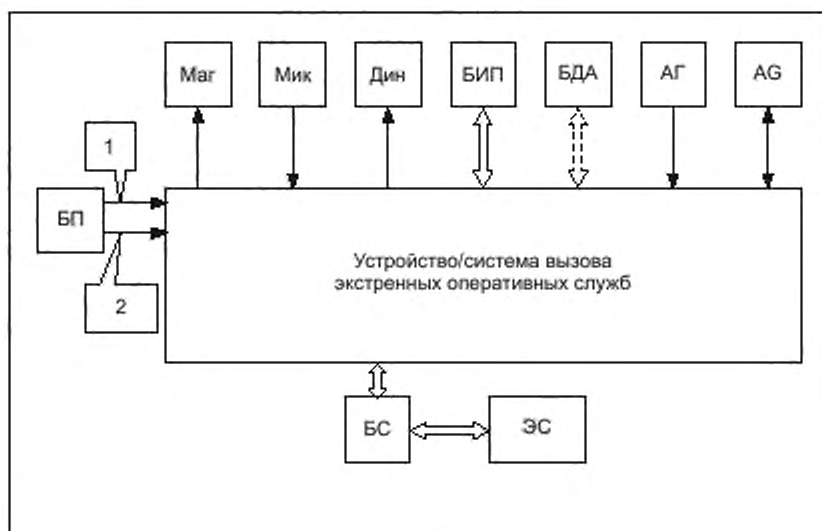 Маг Мик Дин БИП БДА АГ AG
1
БП
2
Устройство/система вызова
экстренных оперативных служб
БС ЭС